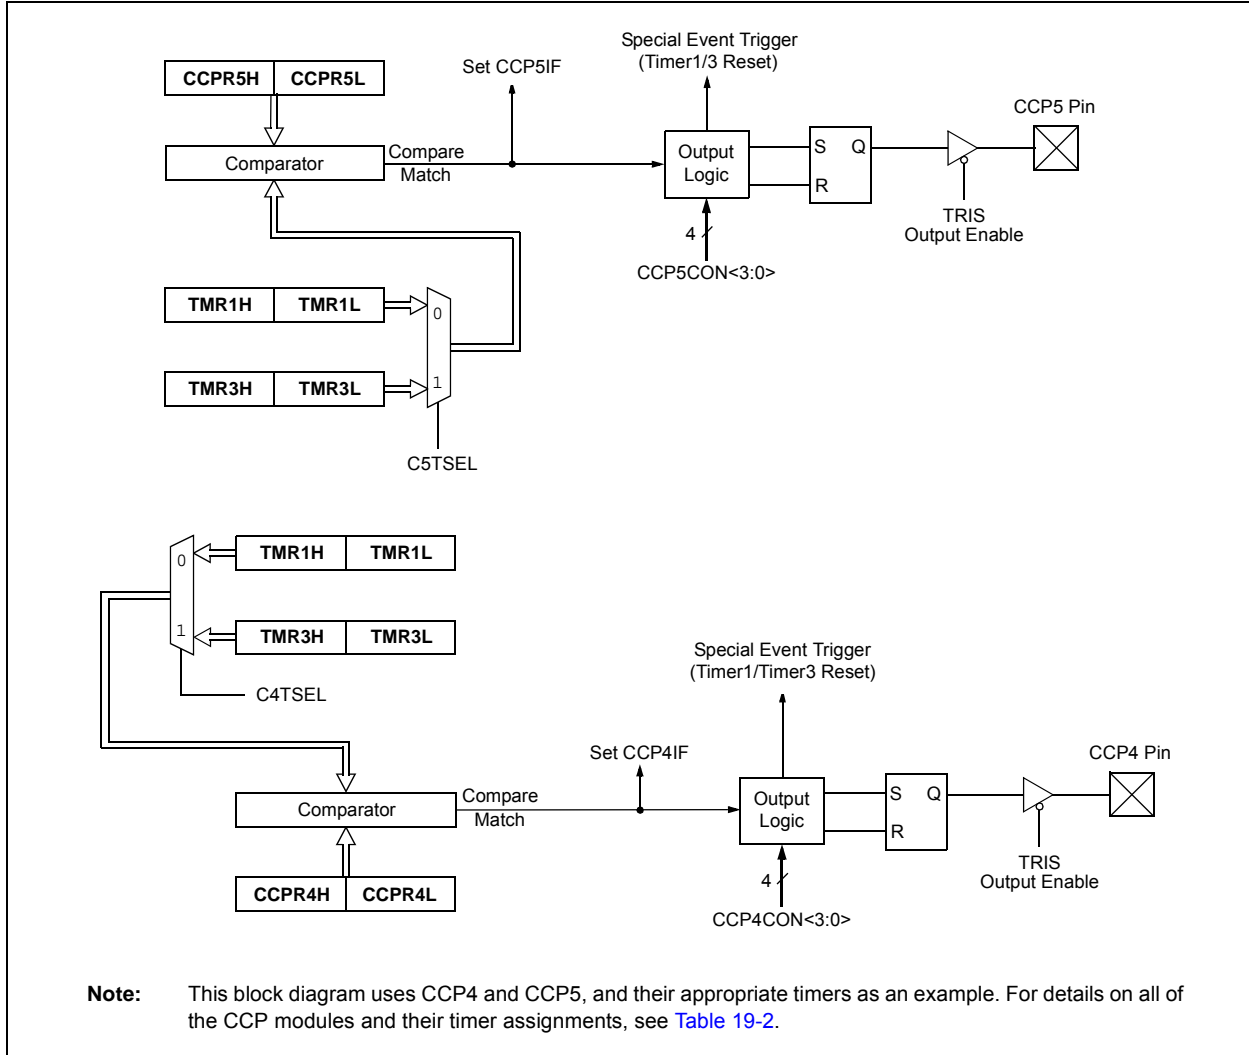 Special Event Trigger
(Timer1/3 Reset)
Set CCP5IF
CCPR5H CCPR5L
CCP5 Pin
Comparator
Compare
Match
Output
Logic
S Q
R
TRIS
Output Enable
4
CCP5CON<3:0>
TMR1H TMR1L
0
TMR3H TMR3L
1
C5TSEL
0
TMR1H TMR1L
1
TMR3H TMR3L
C4TSEL
Special Event Trigger
(Timer1/Timer3 Reset)
Set CCP4IF
CCP4 Pin
Comparator
Compare
Match
Output
Logic
S Q
R
TRIS
Output Enable
4
CCPR4H CCPR4L
CCP4CON<3:0>
Note: This block diagram uses CCP4 and CCP5, and their appropriate timers as an example. For details on all of
the CCP modules and their timer assignments, see Table 19-2.